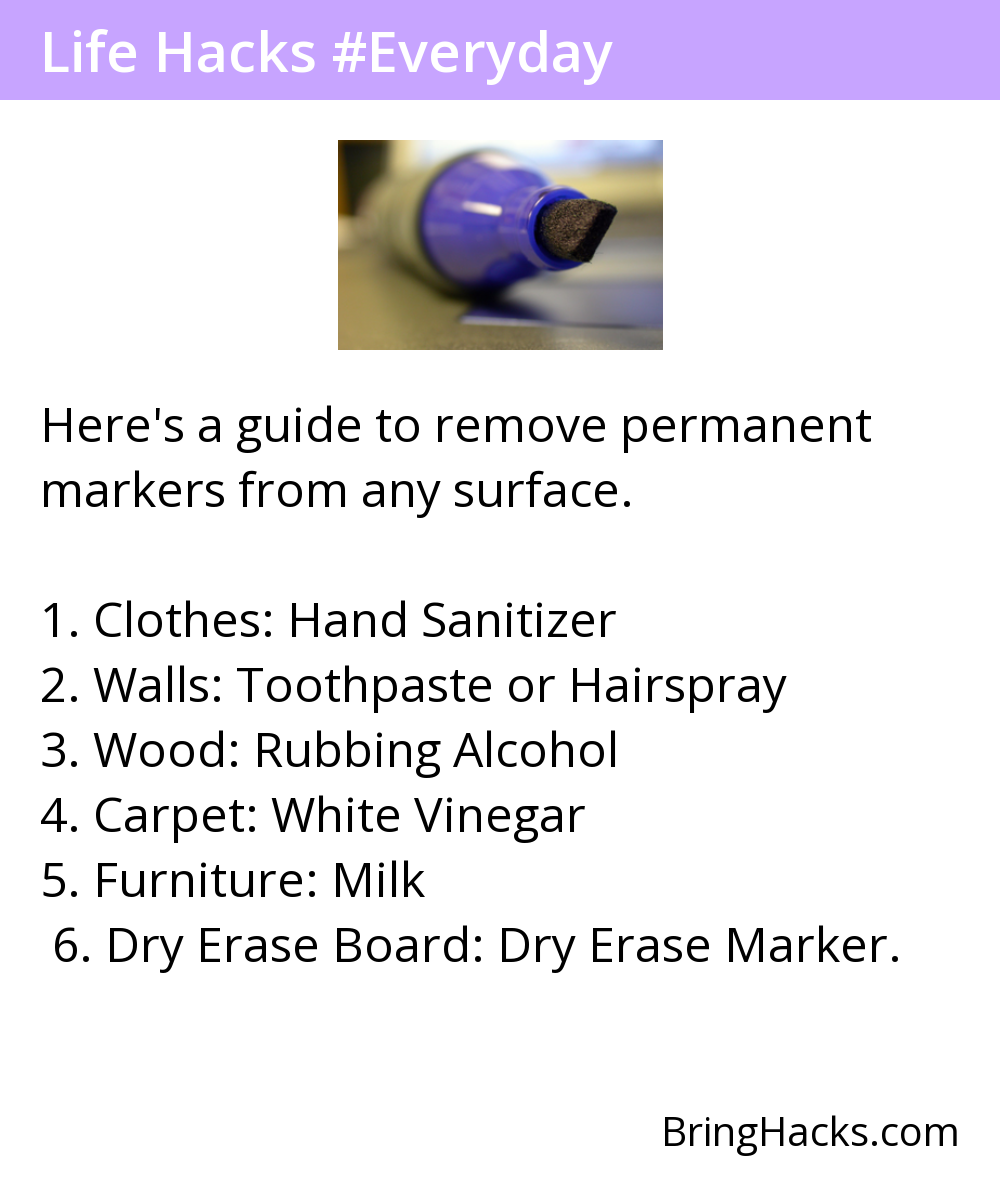 Life Hacks #Everyday
Here's a guide to remove permanent
markers from any surface.
1. Clothes: Hand Sanitizer
2. Walls: Toothpaste or Hairspray
3. Wood: Rubbing Alcohol
4. Carpet: White Vinegar
5. Furniture: Milk
6. Dry Erase Board: Dry Erase Marker.
BringHacks.com